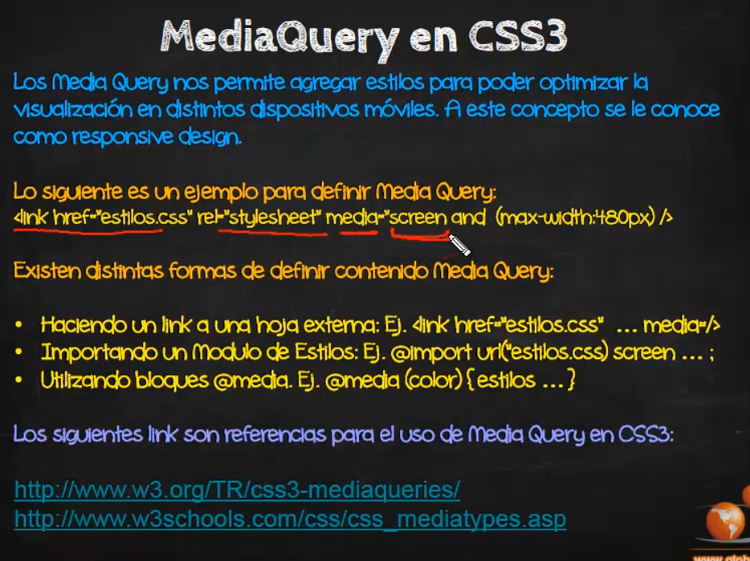 MediaQuery en CSS3
Los Media Query nos permite agregar estilos para poder optimizar la
visualización en distintos dispositivos móviles. A este concepto se le conoce
como responsive design.
Lo siguiente es un ejemplo para definir Media Query:
<link href="estilos.css" rel="stylesheet" media="screen and (max-width:480px) />
Existen distintas formas de definir contenido Media Query:
• Haciendo un link a una hoja externa: Ej. <link href="estilos.css" ... media=/>
• Importando un Modulo de Estilos: Ej. @import url("estilos.css) screen ... ;
• Utilizando bloques @media. Ej. @media (color) { estilos ... }
Los siguientes link son referencias para el uso de Media Query en CSS3:
http://www.w3.org/TR/css3-mediaqueries/
http://www.w3schools.com/css/css_mediatypes.asp